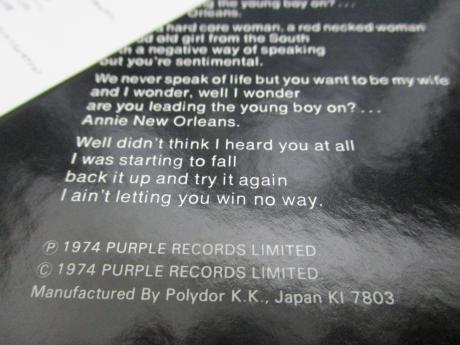 the young boy on? ...
Orleans.
hard core woman, a red necked woman
old girl from the South
a negative way of speaking
but you're sentimental.
We never speak of life but you want to be my wife
and I wonder, well I wonder
are you leading the young boy on? ...
Annie New Orleans.
Well didn't think I heard you at all
I was starting to fall
back it up and try it again
I ain't letting you win no way.
Ⓟ 1974 PURPLE RECORDS LIMITED
© 1974 PURPLE RECORDS LIMITED
Manufactured By Polydor K.K., Japan KI 7803